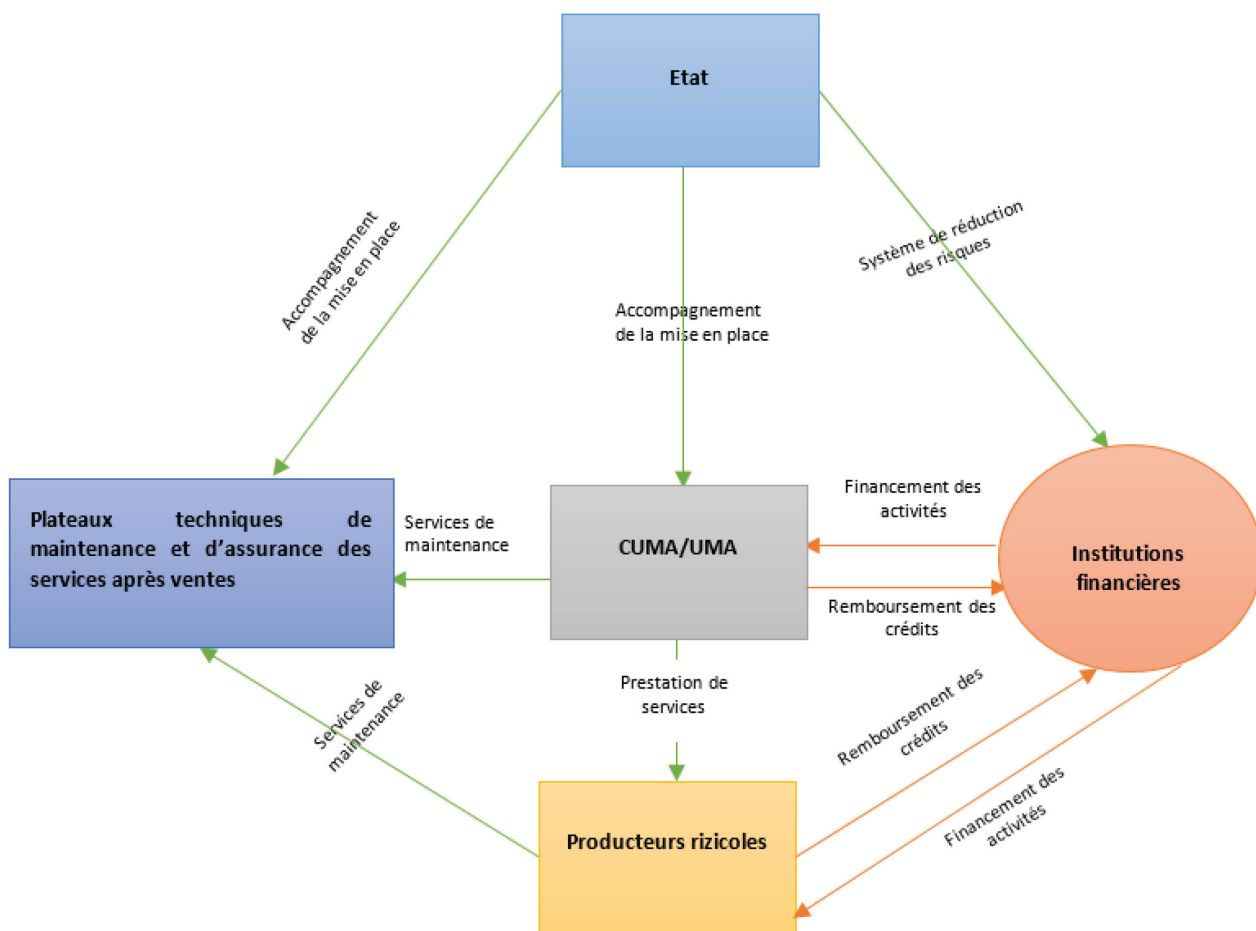 Etat
Accompagnement
de la mise en place
Accompagnement
de la mise en place
Système de réduction
des risques
Plateaux techniques de
maintenance et d’assurance des
services après ventes
Services de
maintenance
CUMA/UMA
Financement des
activités
Remboursement des
crédits
Institutions
financières
Prestation de
services
Services de
maintenance
Remboursement des
crédits
Financement des
activités
Producteurs rizicoles